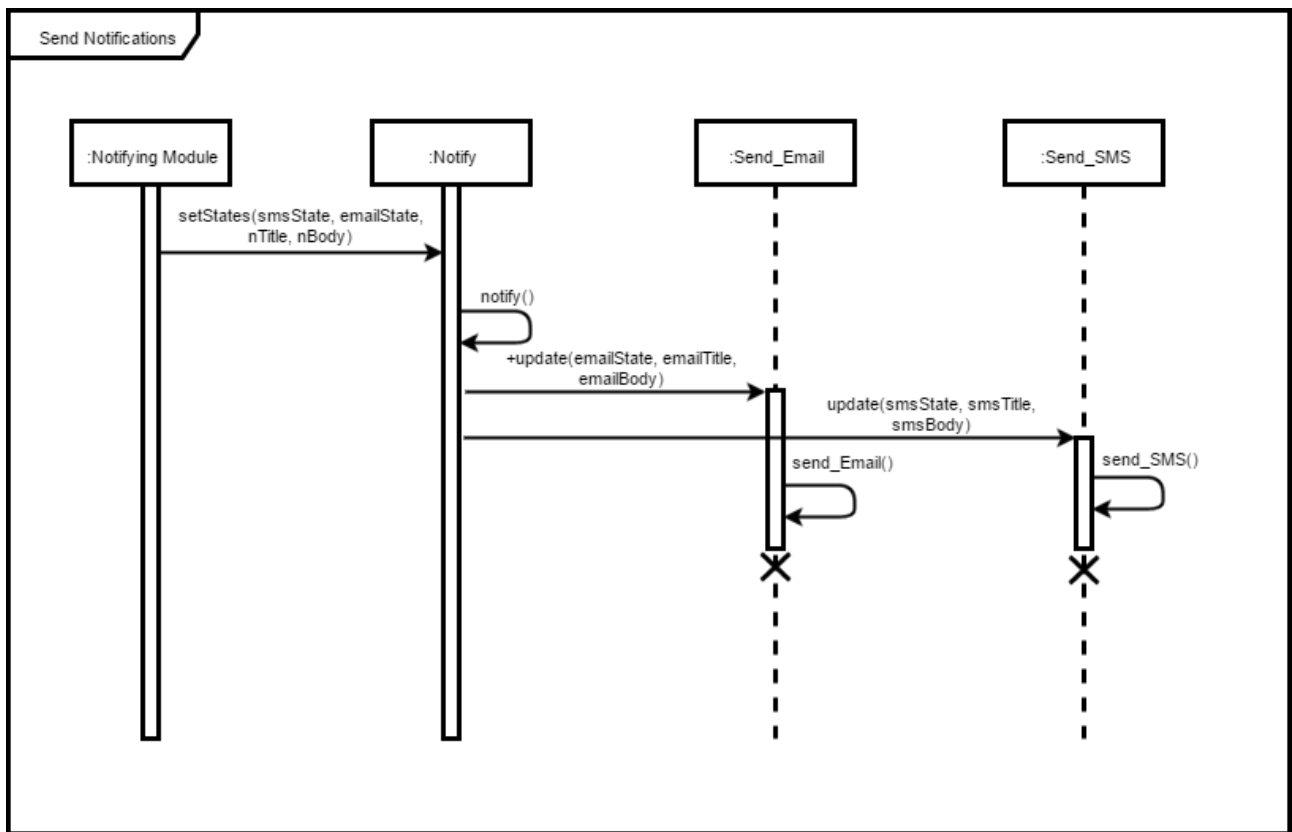 Send Notifications
:Notifying Module
:Notify
:Send_Email
:Send_SMS
setStates(smsState, emailState,
nTitle, nBody)
notify()
+update(emailState, emailTitle,
emailBody)
update(smsState, smsTitle,
smsBody)
send_Email()
send_SMS()